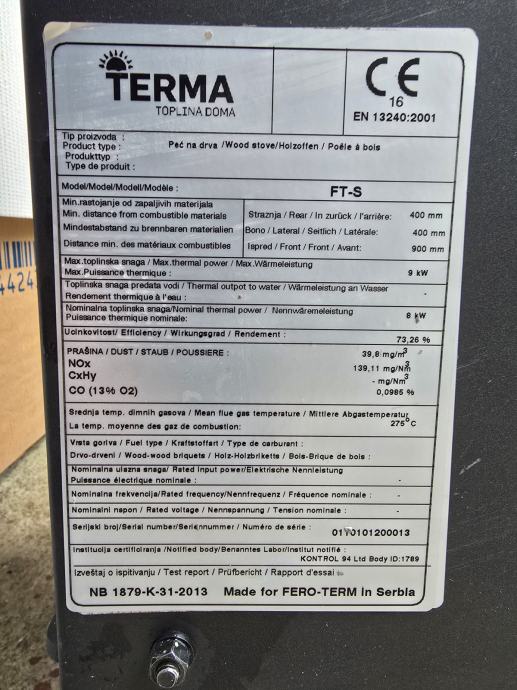 TERMA
TOPLINA DOMA
CE
16
EN 13240:2001
Tip proizvoda :
Product type :
Produkttyp :
Type de produit :
Peć na drva /Wood stove/Holzoffen / Poêle à bois
Model/Model/Modell/Modèle :
FT-S
Min.rastojanje od zapaljivih materijala
Min. distance from combustible materials
Mindestabstand zu brennbaren materialien
Distance min. des matériaux combustibles
Straznja / Rear / In zurück / l'arrière: 400 mm
Bono / Lateral / Seitlich / Latérale: 400 mm
Ispred / Front / Front / Avant: 900 mm
Max.toplinska snaga/Max.thermal power / Max.Wärmeleistung
Max.Puissance thermique : 9 kW
Toplinska snaga predata vodi / Thermal outpot to water / Wärmeleistung an Wasser
Rendement thermique à l'eau : -
Nominalna toplinska snaga/Nominal thermal power / Nennwäremeleistung
Puissance thermique nominale: 8 kW
Ucinkovitost/ Efficiency / Wirkungsgrad / Rendement : 73,26 %
PRAŠINA / DUST / STAUB / POUSSIERE : 39,8 mg/m³
NOx 139,11 mg/Nm³
CxHy - mg/Nm³
CO (13% O2) 0,0985 %
Srednja temp. dimnih gasova / Mean flue gas temperature / Mittlere Abgastemperatur
La temp. moyenne des gaz de combustion: 275°C
Vrsta goriva / Fuel type / Kraftstoffart / Type de carburant :
Drvo-drveni / Wood-wood briquets / Holz-Holzbriketts / Bois-Brique de bois :
Nominalna ulazna snaga/ Rated input power/Elektrische Nennleistung
Puissance électrique nominale : -
Nominalna frekvencija/Rated frequency/Nennfrequenz / Fréquence nominale : -
Nominalni napon / Rated voltage / Nennspannung / Tension nominale : -
Serijski broj/Serial number/Seriennummer / Numéro de série :
Institucija certificiranja /Notified body/Benanntes Labor/Institut notifié :
KONTROL 94 Ltd Body ID:1789
Izveštaj o ispitivanju / Test report / Prüfbericht / Rapport d'essai
NB 1879-K-31-2013 Made for FERO-TERM in Serbia